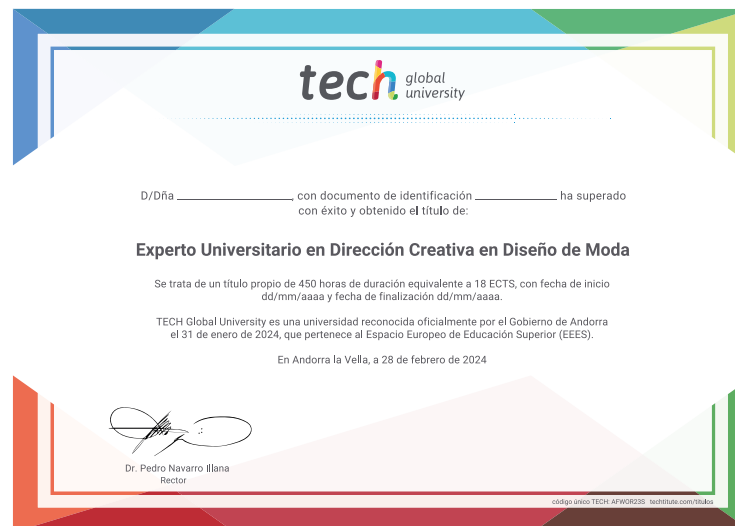 tech global university
D/Dña ____________, con documento de identificación ____________ ha superado
con éxito y obtenido el título de:
Experto Universitario en Dirección Creativa en Diseño de Moda
Se trata de un título propio de 450 horas de duración equivalente a 18 ECTS, con fecha de inicio
dd/mm/aaaa y fecha de finalización dd/mm/aaaa.
TECH Global University es una universidad reconocida oficialmente por el Gobierno de Andorra
el 31 de enero de 2024, que pertenece al Espacio Europeo de Educación Superior (EEES).
En Andorra la Vella, a 28 de febrero de 2024
Dr. Pedro Navarro Illana
Rector
código único TECH: AFWOR23S techtitute.com/titulos